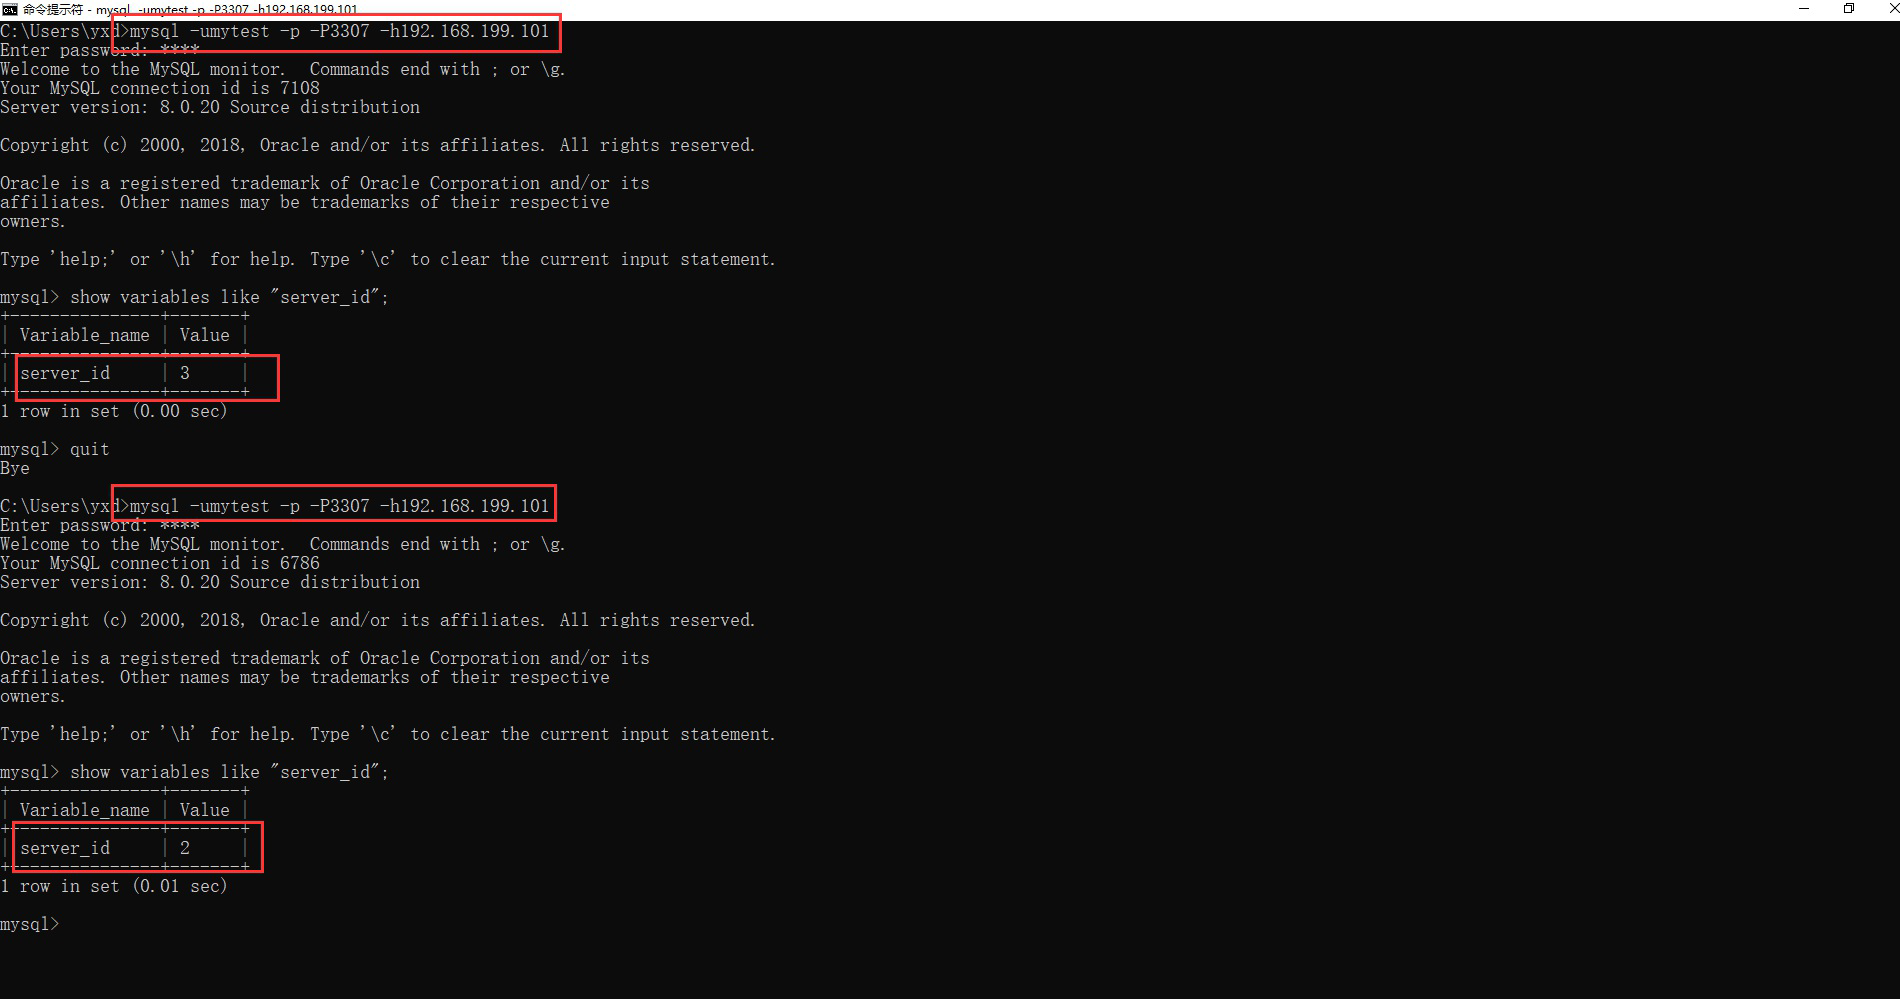 命令提示符 - mysql  -umytest -p -P3307 -h192.168.199.101
C:\Users\yxd>mysql -umytest -p -P3307 -h192.168.199.101
Enter password: ****
Welcome to the MySQL monitor.  Commands end with ; or \g.
Your MySQL connection id is 7108
Server version: 8.0.20 Source distribution
Copyright (c) 2000, 2018, Oracle and/or its affiliates. All rights reserved.
Oracle is a registered trademark of Oracle Corporation and/or its
affiliates. Other names may be trademarks of their respective
owners.
Type 'help;' or '\h' for help. Type '\c' to clear the current input statement.
mysql> show variables like "server_id";
+---------------+-------+
| Variable_name | Value |
+---------------+-------+
| server_id     | 3     |
+---------------+-------+
1 row in set (0.00 sec)
mysql> quit
Bye
C:\Users\yxd>mysql -umytest -p -P3307 -h192.168.199.101
Enter password: ****
Welcome to the MySQL monitor.  Commands end with ; or \g.
Your MySQL connection id is 6786
Server version: 8.0.20 Source distribution
Copyright (c) 2000, 2018, Oracle and/or its affiliates. All rights reserved.
Oracle is a registered trademark of Oracle Corporation and/or its
affiliates. Other names may be trademarks of their respective
owners.
Type 'help;' or '\h' for help. Type '\c' to clear the current input statement.
mysql> show variables like "server_id";
+---------------+-------+
| Variable_name | Value |
+---------------+-------+
| server_id     | 2     |
+---------------+-------+
1 row in set (0.01 sec)
mysql>